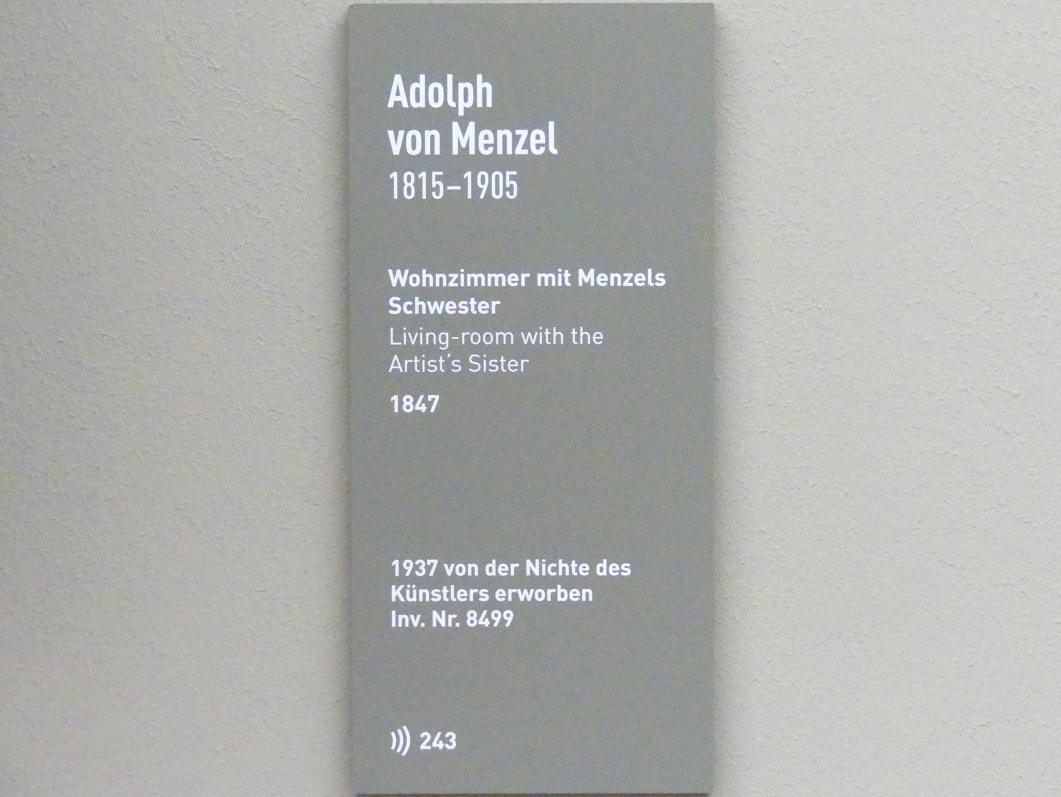 Adolph
von Menzel
1815–1905
Wohnzimmer mit Menzels
Schwester
Living-room with the
Artist's Sister
1847
1937 von der Nichte des
Künstlers erworben
Inv. Nr. 8499
243